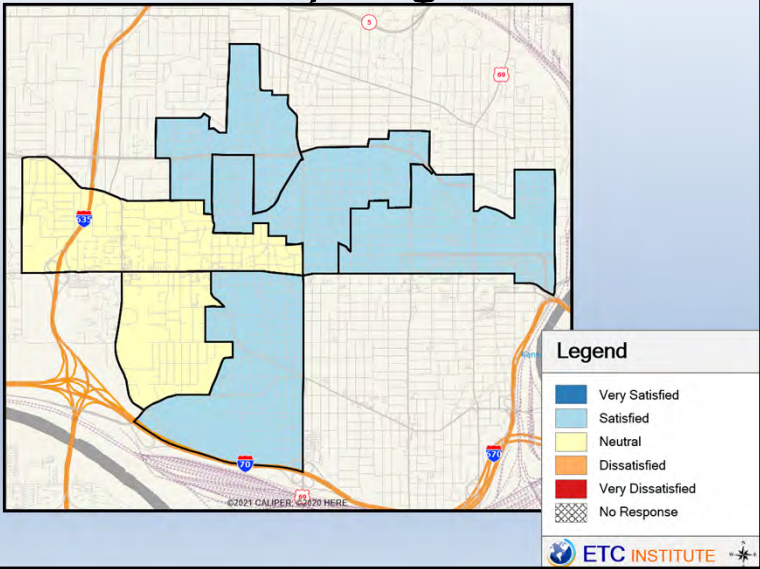 5
69
635
Legend
Very Satisfied
Satisfied
Neutral
Dissatisfied
Very Dissatisfied
No Response
70
670
69
©2021 CALIPER; ©2020 HERE
ETC INSTITUTE